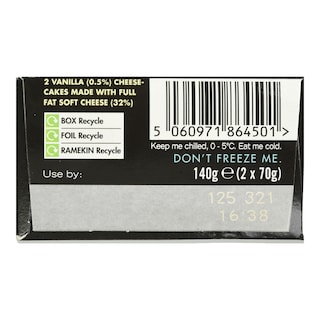 2 VANILLA (0.5%) CHEESE-
CAKES MADE WITH FULL
FAT SOFT CHEESE (32%)
BOX Recycle
FOIL Recycle
RAMEKIN Recycle
5 060971 864501 >
Keep me chilled, 0 - 5°C. Eat me cold.
DON'T FREEZE ME.
Use by:
140g ℮ (2 x 70g)
125 321
16:38